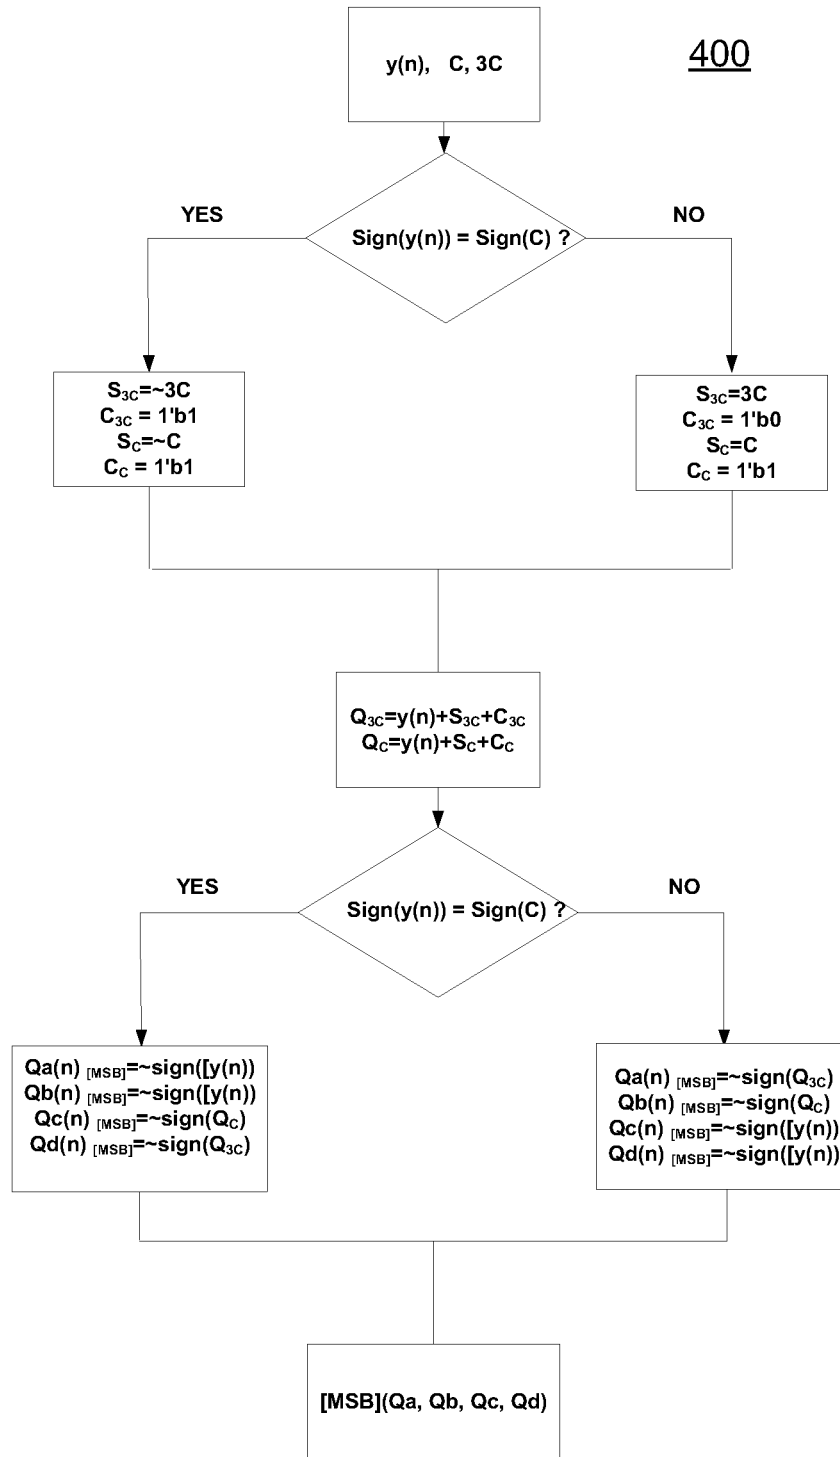 y(n), C, 3C
400
Sign(y(n)) = Sign(C) ?
YES
NO
S3C=~3C
C3C = 1'b1
SC=~C
CC = 1'b1
S3C=3C
C3C = 1'b0
SC=C
CC = 1'b1
Q3C=y(n)+S3C+C3C
QC=y(n)+SC+CC
Sign(y(n)) = Sign(C) ?
YES
NO
Qa(n) [MSB]=~sign([y(n))
Qb(n) [MSB]=~sign([y(n))
Qc(n) [MSB]=~sign(QC)
Qd(n) [MSB]=~sign(Q3C)
Qa(n) [MSB]=~sign(Q3C)
Qb(n) [MSB]=~sign(QC)
Qc(n) [MSB]=~sign([y(n))
Qd(n) [MSB]=~sign([y(n))
[MSB](Qa, Qb, Qc, Qd)